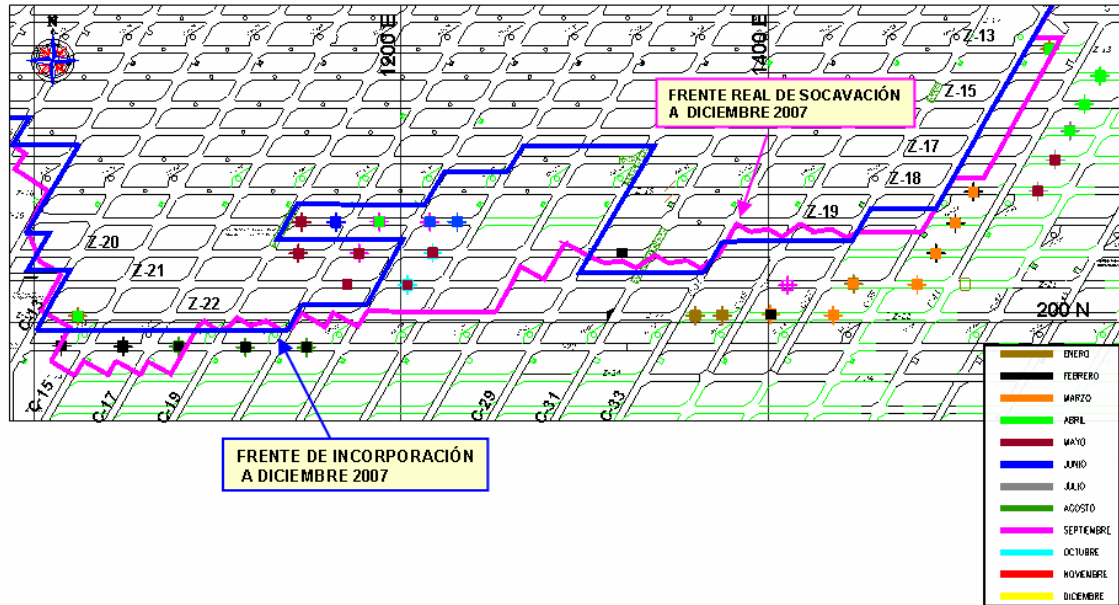 N
1200 E
1400 E
Z-13
Z-13
Z-15
FRENTE REAL DE SOCAVACIÓN
A DICIEMBRE 2007
Z-17
Z-18
Z-19
Z-20
Z-21
Z-22
200 N
C-13
C-15
C-17
C-19
C-29
C-31
C-33
ENERO
FEBRERO
MARZO
ABRIL
MAYO
JUNIO
JULIO
AGOSTO
SEPTIEMBRE
OCTUBRE
NOVIEMBRE
DICIEMBRE
FRENTE DE INCORPORACIÓN
A DICIEMBRE 2007